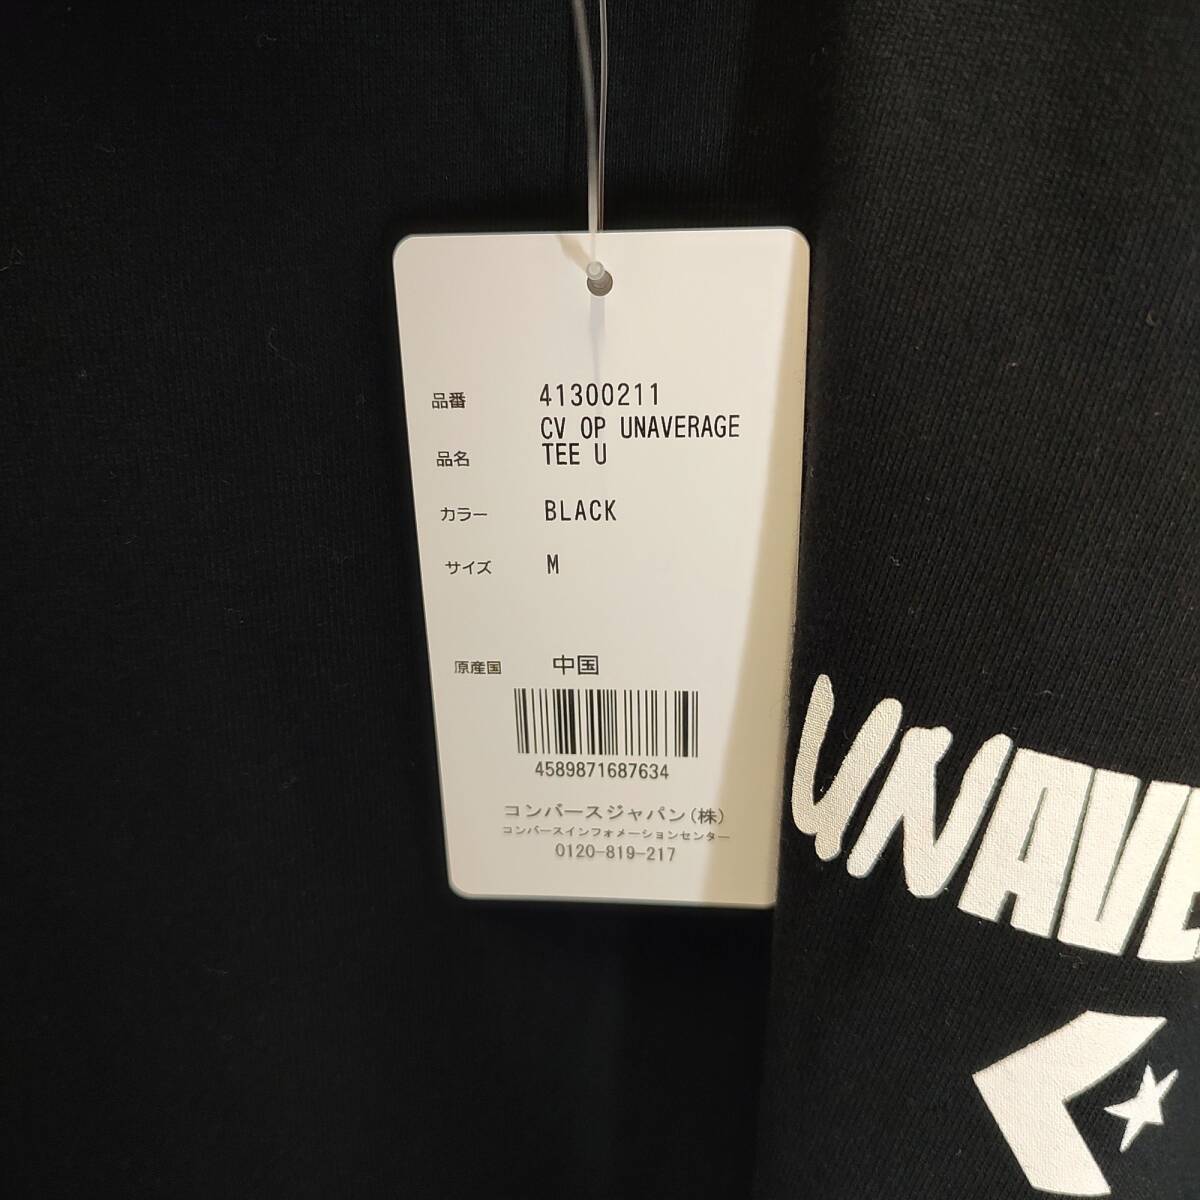 品番 41300211
CV OP UNAVERAGE
品名 TEE U
カラー BLACK
サイズ M
原産国 中国
4589871687634
コンバースジャパン(株)
コンバースインフォメーションセンター
0120-819-217
UNAVE